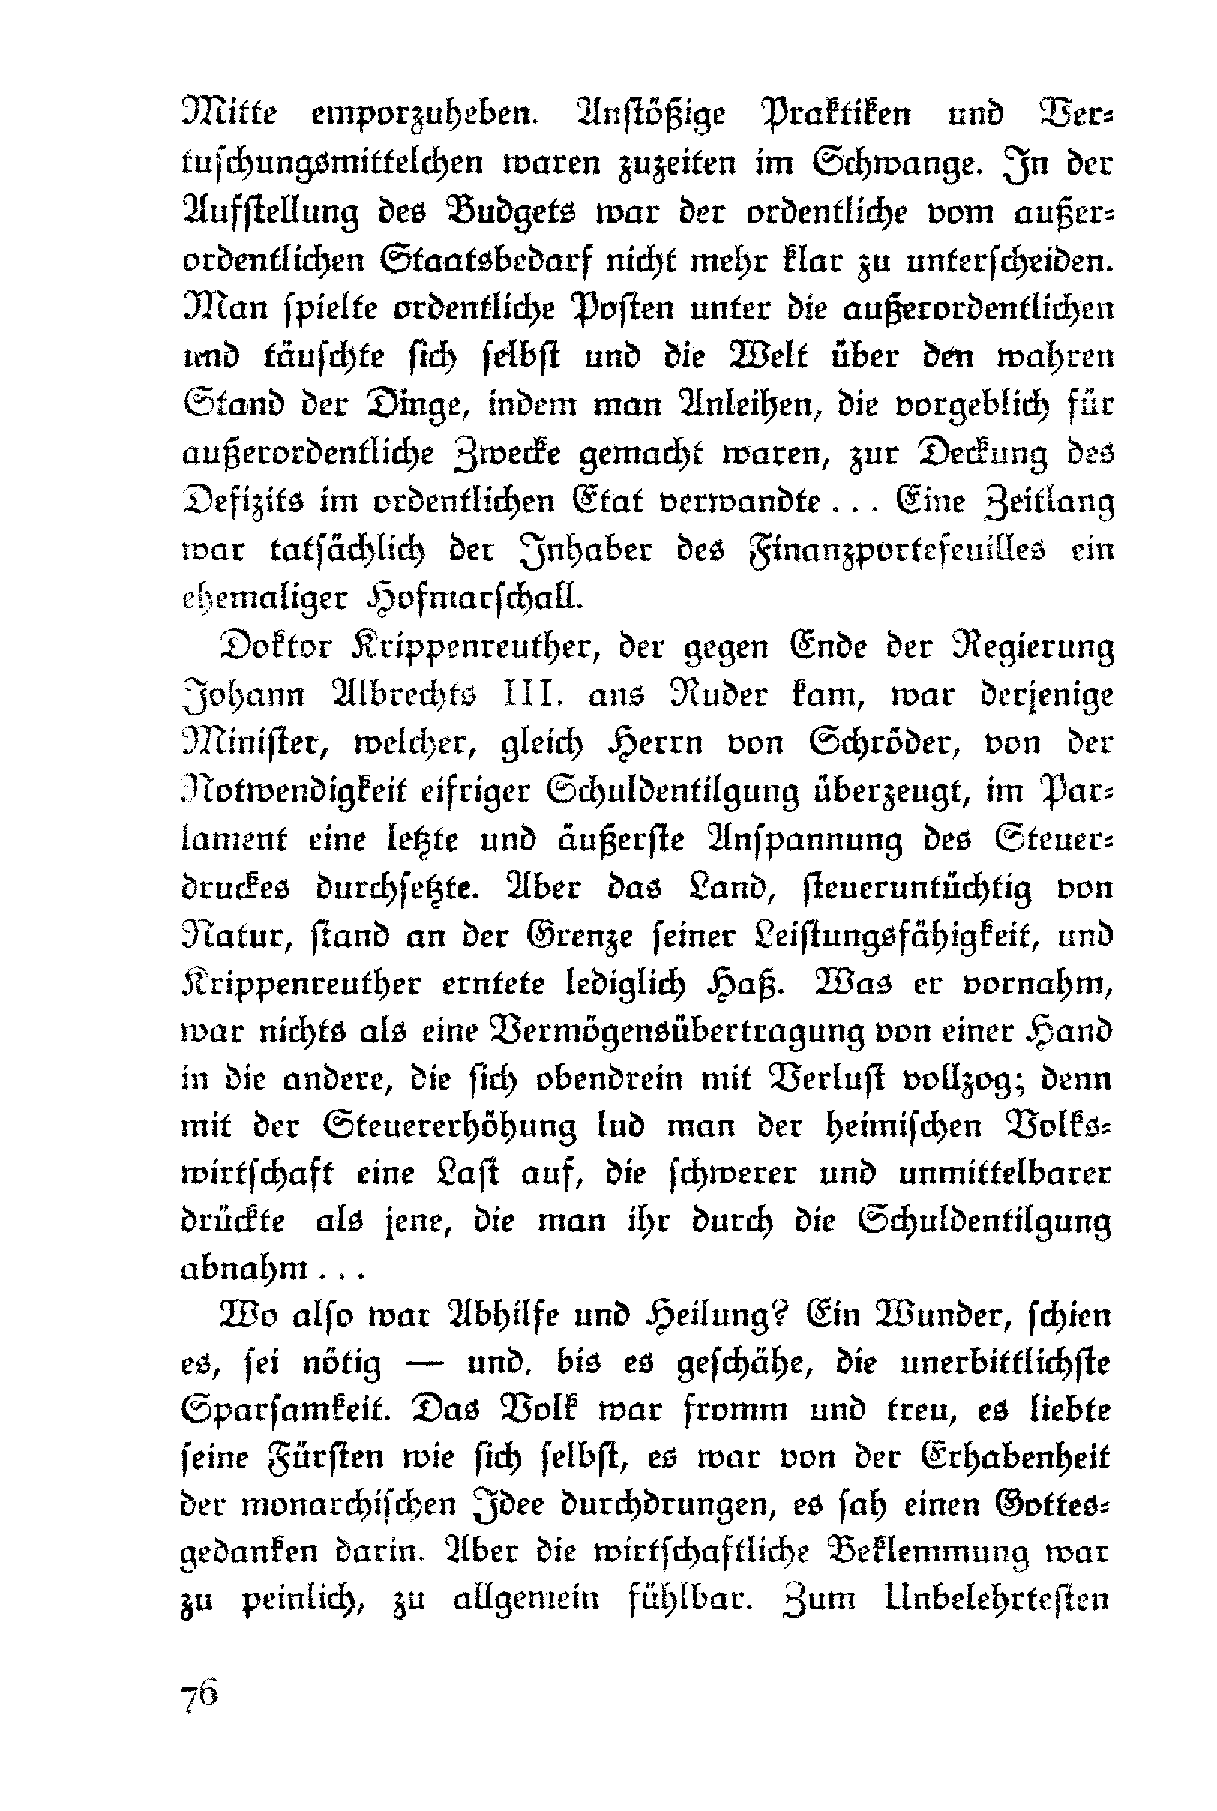 Mitte emporzuheben. Anstößige Praktiken und Ver-
tuschungsmittelchen waren zuzeiten im Schwange. In der
Aufstellung des Budgets war der ordentliche vom außer-
ordentlichen Staatsbedarf nicht mehr klar zu unterscheiden.
Man spielte ordentliche Posten unter die außerordentlichen
und täuschte sich selbst und die Welt über den wahren
Stand der Dinge, indem man Anleihen, die vorgeblich für
außerordentliche Zwecke gemacht waren, zur Deckung des
Defizits im ordentlichen Etat verwandte . . . Eine Zeitlang
war tatsächlich der Inhaber des Finanzportefeuilles ein
ehemaliger Hofmarschall.
Doktor Krippenreuther, der gegen Ende der Regierung
Johann Albrechts III. ans Ruder kam, war derjenige
Minister, welcher, gleich Herrn von Schröder, von der
Notwendigkeit eifriger Schuldentilgung überzeugt, im Par-
lament eine letzte und äußerste Anspannung des Steuer-
druckes durchsetzte. Aber das Land, steueruntüchtig von
Natur, stand an der Grenze seiner Leistungsfähigkeit, und
Krippenreuther erntete lediglich Haß. Was er vornahm,
war nichts als eine Vermögensübertragung von einer Hand
in die andere, die sich obendrein mit Verlust vollzog; denn
mit der Steuererhöhung lud man der heimischen Volks-
wirtschaft eine Last auf, die schwerer und unmittelbarer
drückte als jene, die man ihr durch die Schuldentilgung
abnahm . . .
Wo also war Abhilfe und Heilung? Ein Wunder, schien
es, sei nötig — und, bis es geschähe, die unerbittlichste
Sparsamkeit. Das Volk war fromm und treu, es liebte
seine Fürsten wie sich selbst, es war von der Erhabenheit
der monarchischen Idee durchdrungen, es sah einen Gottes-
gedanken darin. Aber die wirtschaftliche Beklemmung war
zu peinlich, zu allgemein fühlbar. Zum Unbelehrtesten
76